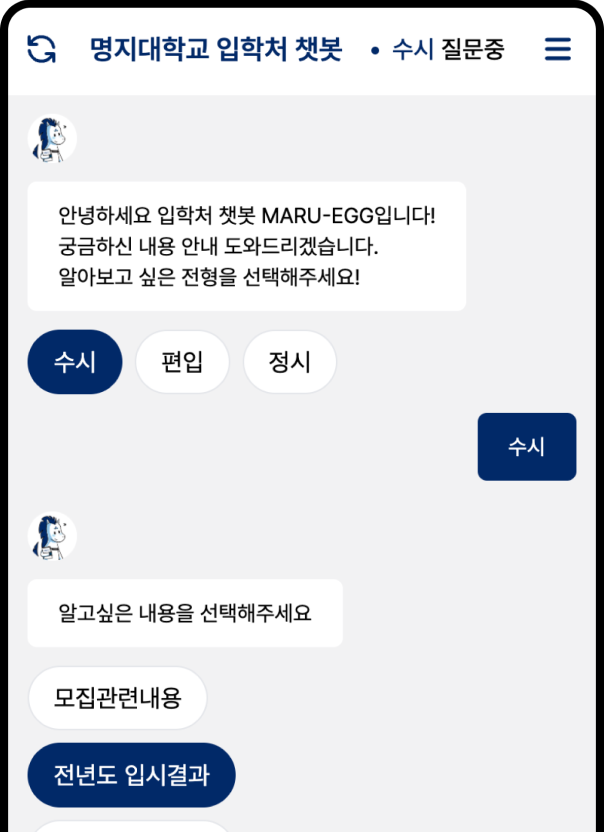 명지대학교 입학처 챗봇 • 수시 질문중
안녕하세요 입학처 챗봇 MARU-EGG입니다!
궁금하신 내용 안내 도와드리겠습니다.
알아보고 싶은 전형을 선택해주세요!
수시 편입 정시
수시
알고싶은 내용을 선택해주세요
모집관련내용
전년도 입시결과